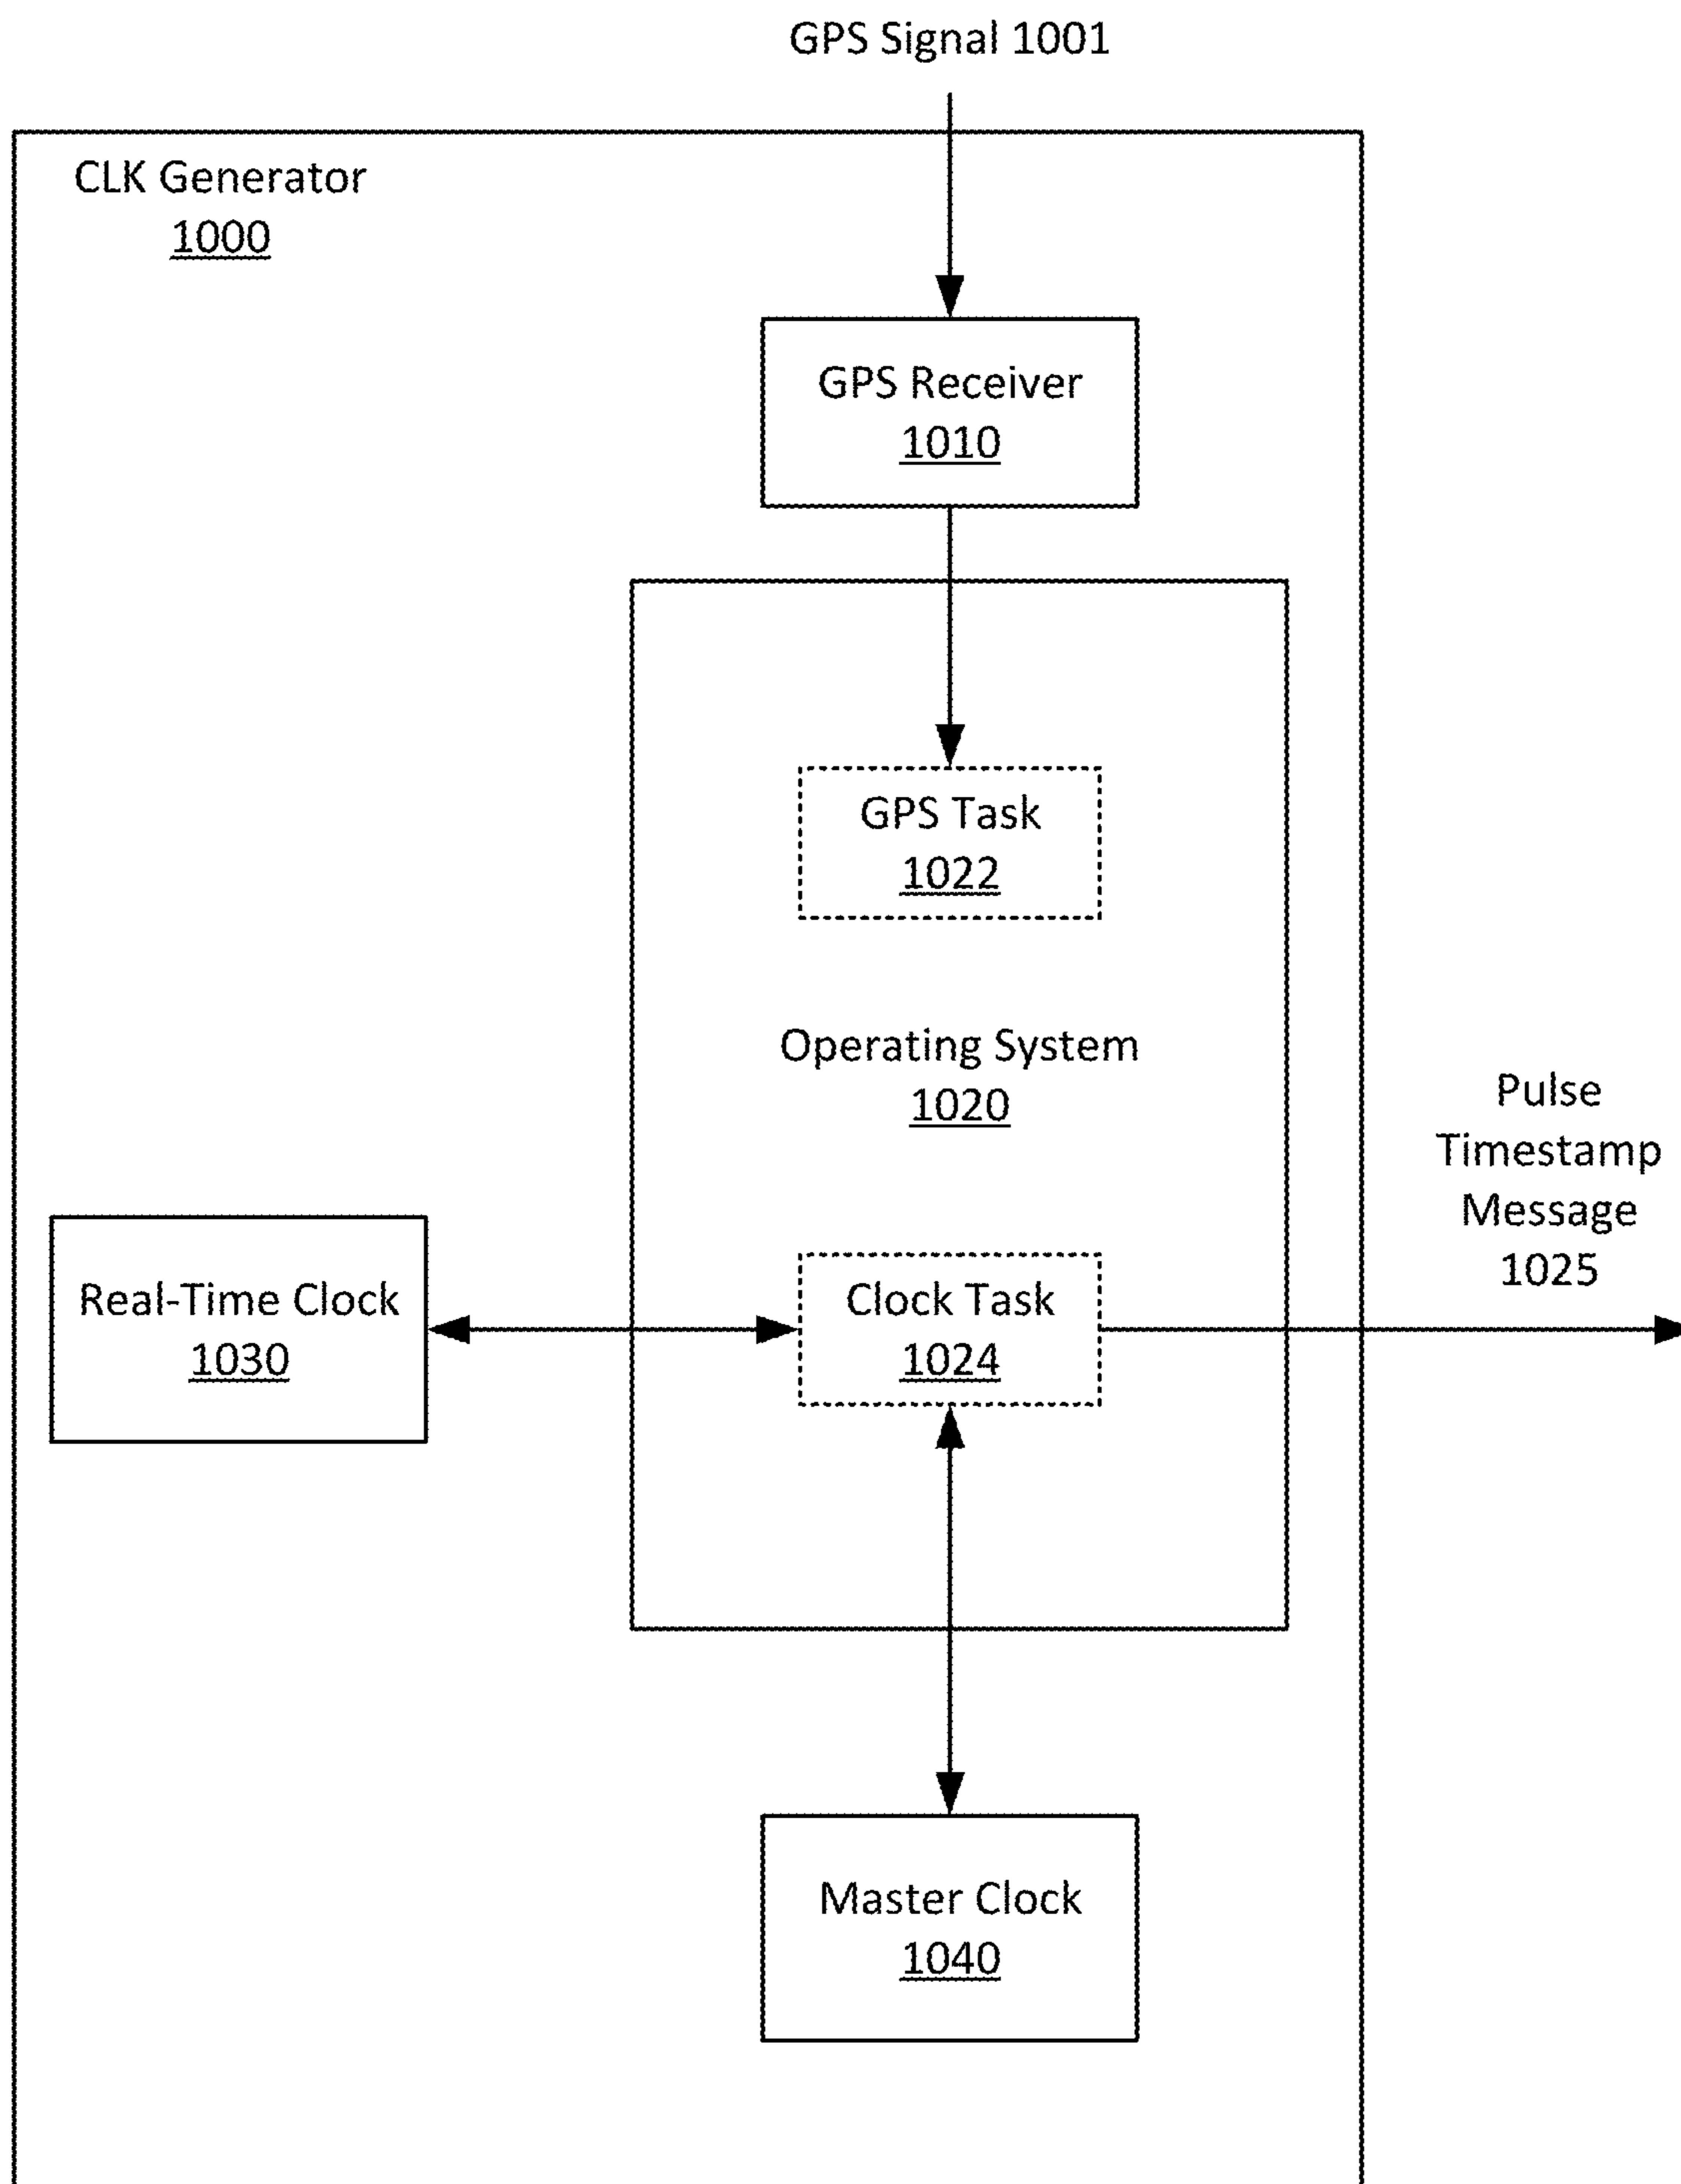 GPS Signal 1001
CLK Generator
1000
GPS Receiver
1010
GPS Task
1022
Operating System
1020
Pulse
Timestamp
Message
1025
Real-Time Clock
1030
Clock Task
1024
Master Clock
1040